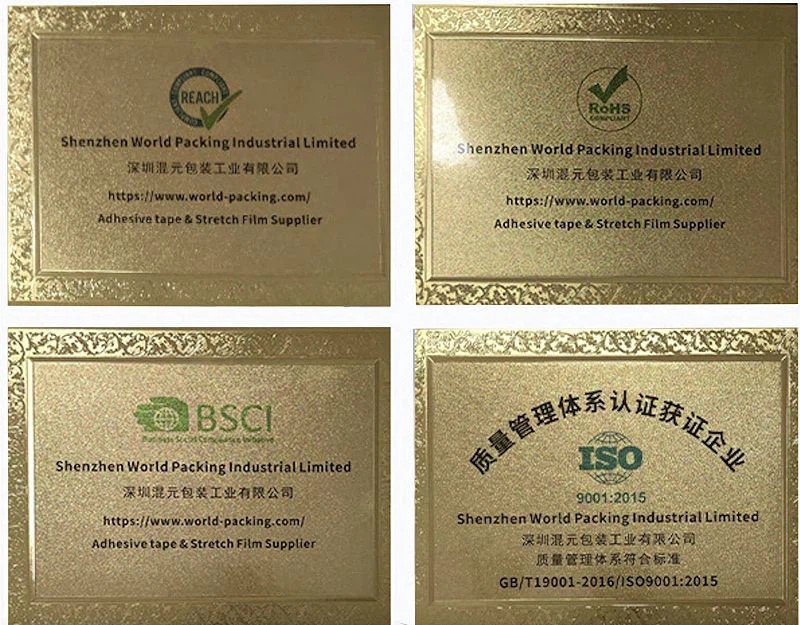 REACH
Shenzhen World Packing Industrial Limited
深圳混元包装工业有限公司
https://www.world-packing.com/
Adhesive tape & Stretch Film Supplier
RoHS
COMPLIANT
Shenzhen World Packing Industrial Limited
深圳混元包装工业有限公司
https://www.world-packing.com/
Adhesive tape & Stretch Film Supplier
BSCI
Business Social Compliance Initiative
Shenzhen World Packing Industrial Limited
深圳混元包装工业有限公司
https://www.world-packing.com/
Adhesive tape & Stretch Film Supplier
质量管理体系认证获证企业
ISO
9001:2015
Shenzhen World Packing Industrial Limited
深圳混元包装工业有限公司
质量管理体系符合标准
GB/T19001-2016/ISO9001:2015